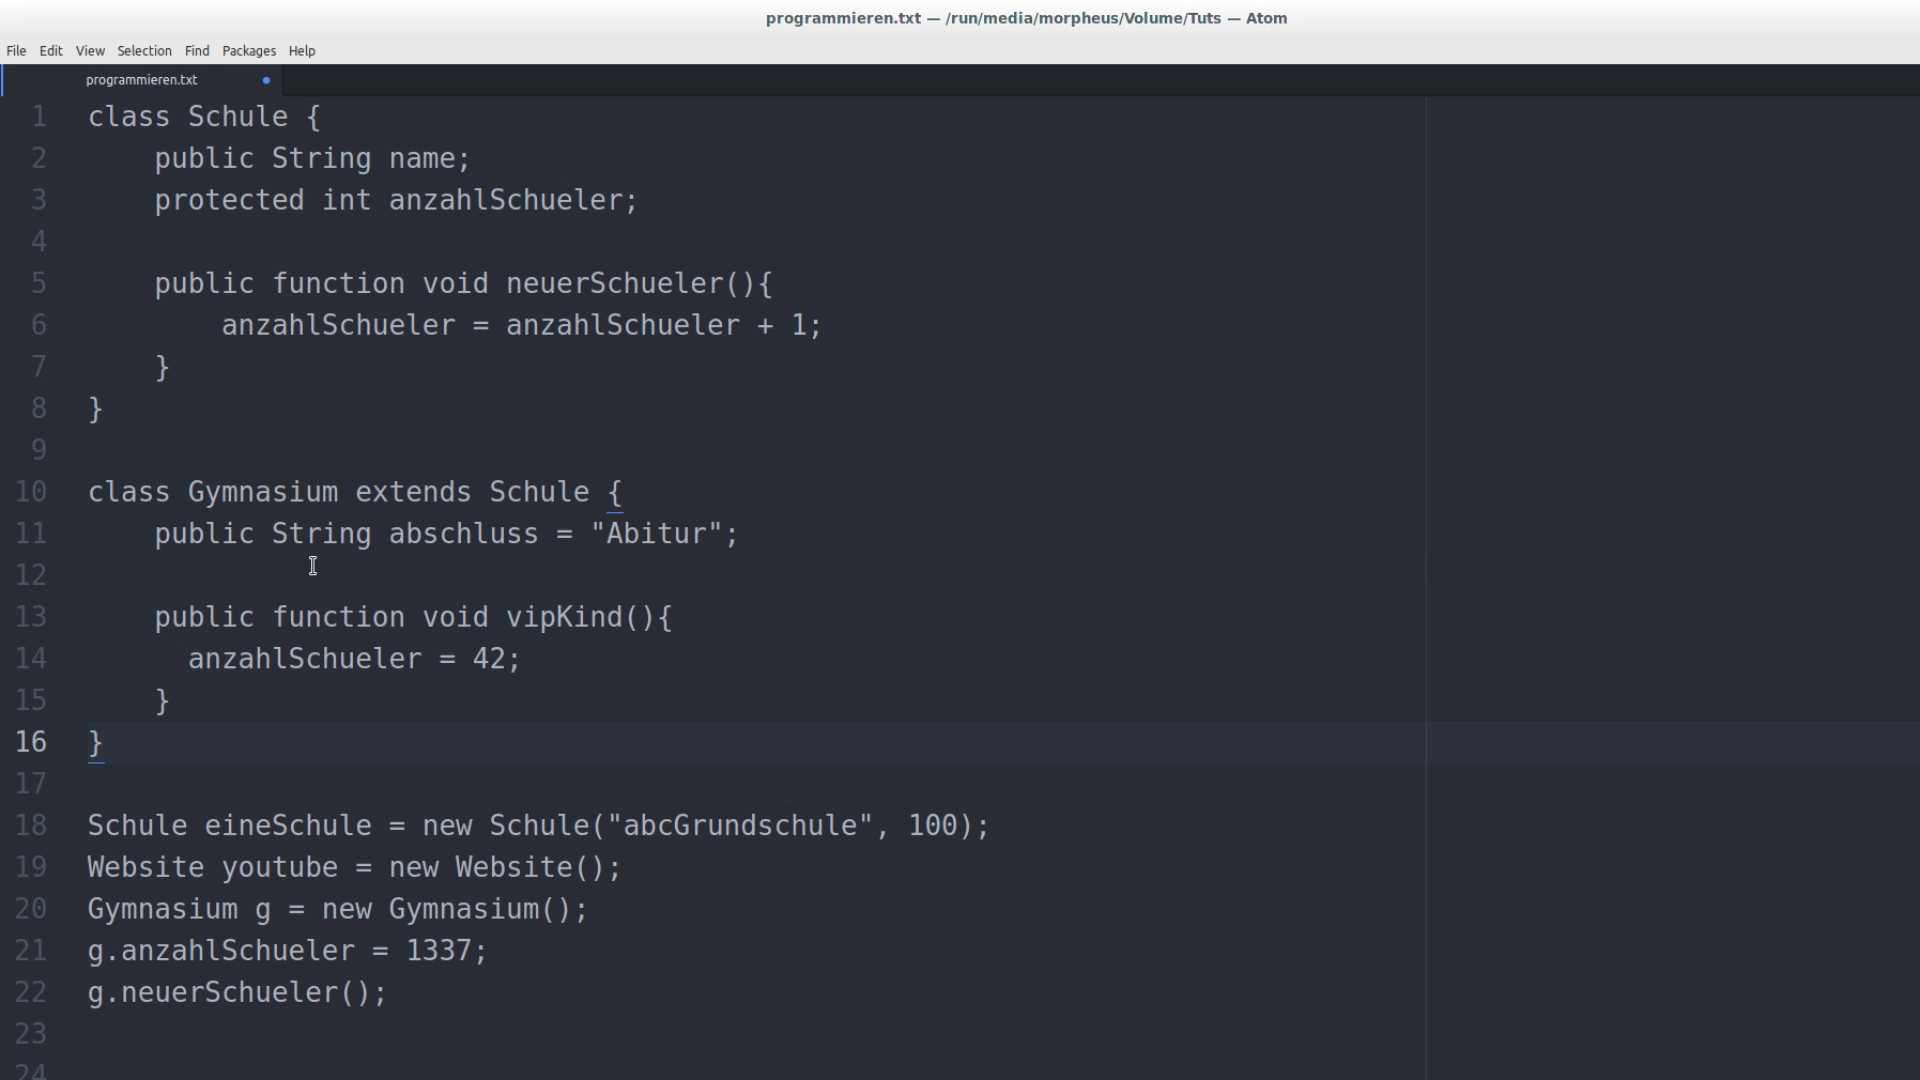 programmieren.txt — /run/media/morpheus/Volume/Tuts — Atom
File Edit View Selection Find Packages Help
programmieren.txt
1 class Schule {
2     public String name;
3     protected int anzahlSchueler;
4
5     public function void neuerSchueler(){
6         anzahlSchueler = anzahlSchueler + 1;
7     }
8 }
9
10 class Gymnasium extends Schule {
11     public String abschluss = "Abitur";
12
13     public function void vipKind(){
14       anzahlSchueler = 42;
15     }
16 }
17
18 Schule eineSchule = new Schule("abcGrundschule", 100);
19 Website youtube = new Website();
20 Gymnasium g = new Gymnasium();
21 g.anzahlSchueler = 1337;
22 g.neuerSchueler();
23
24